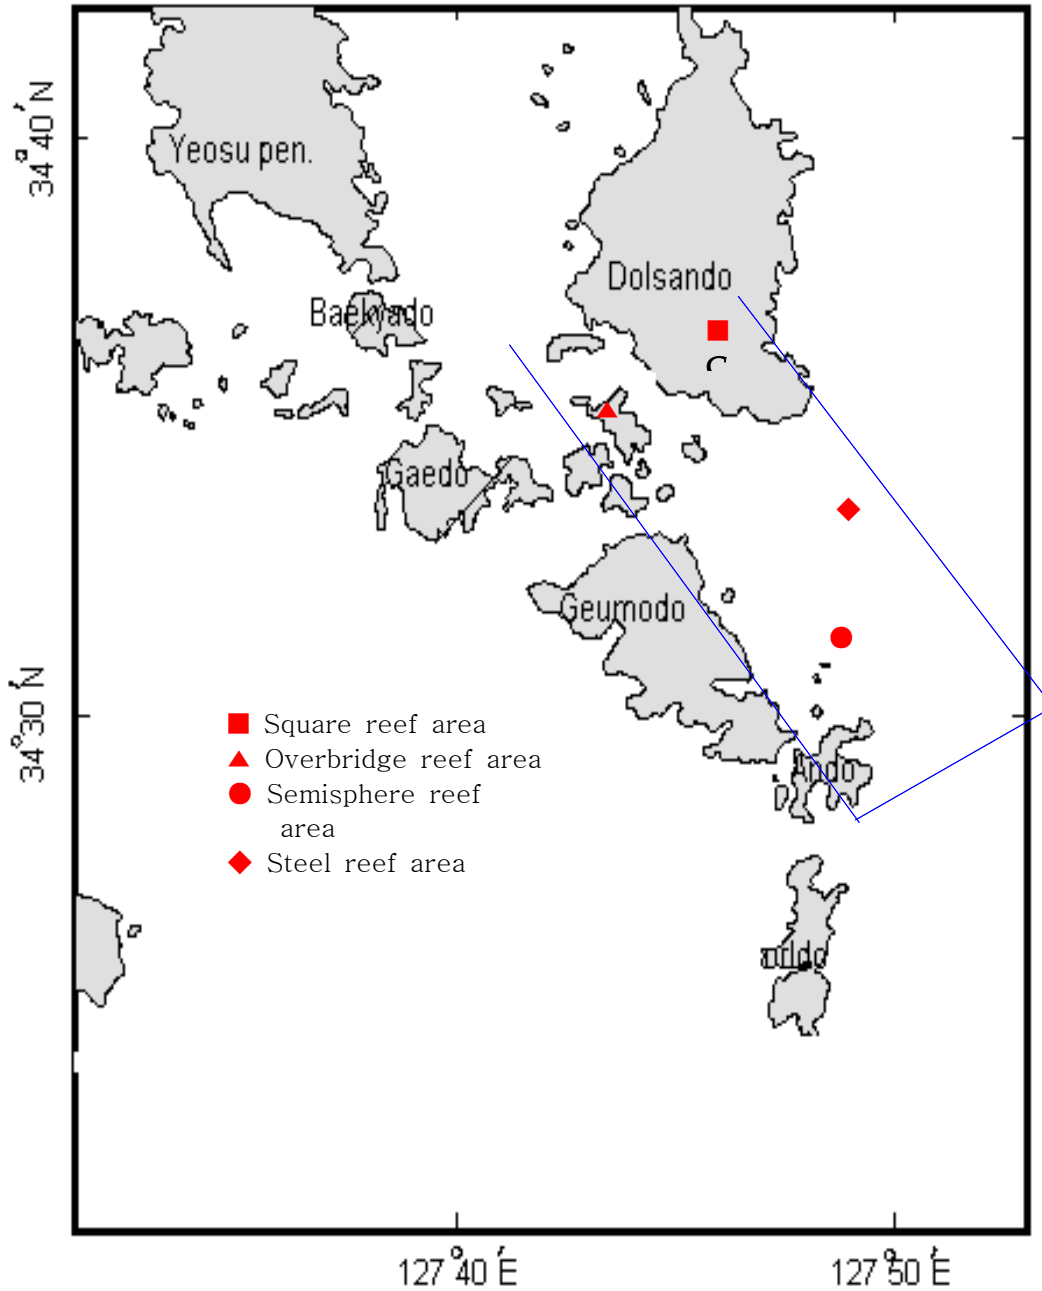 34°40′N
Yeosu pen.
Dolsando
Baekyado
Gaedo
Geumodo
34°30′N
Square reef area
Overbridge reef area
Semisphere reef
area
Steel reef area
127°40′E
127°50′E